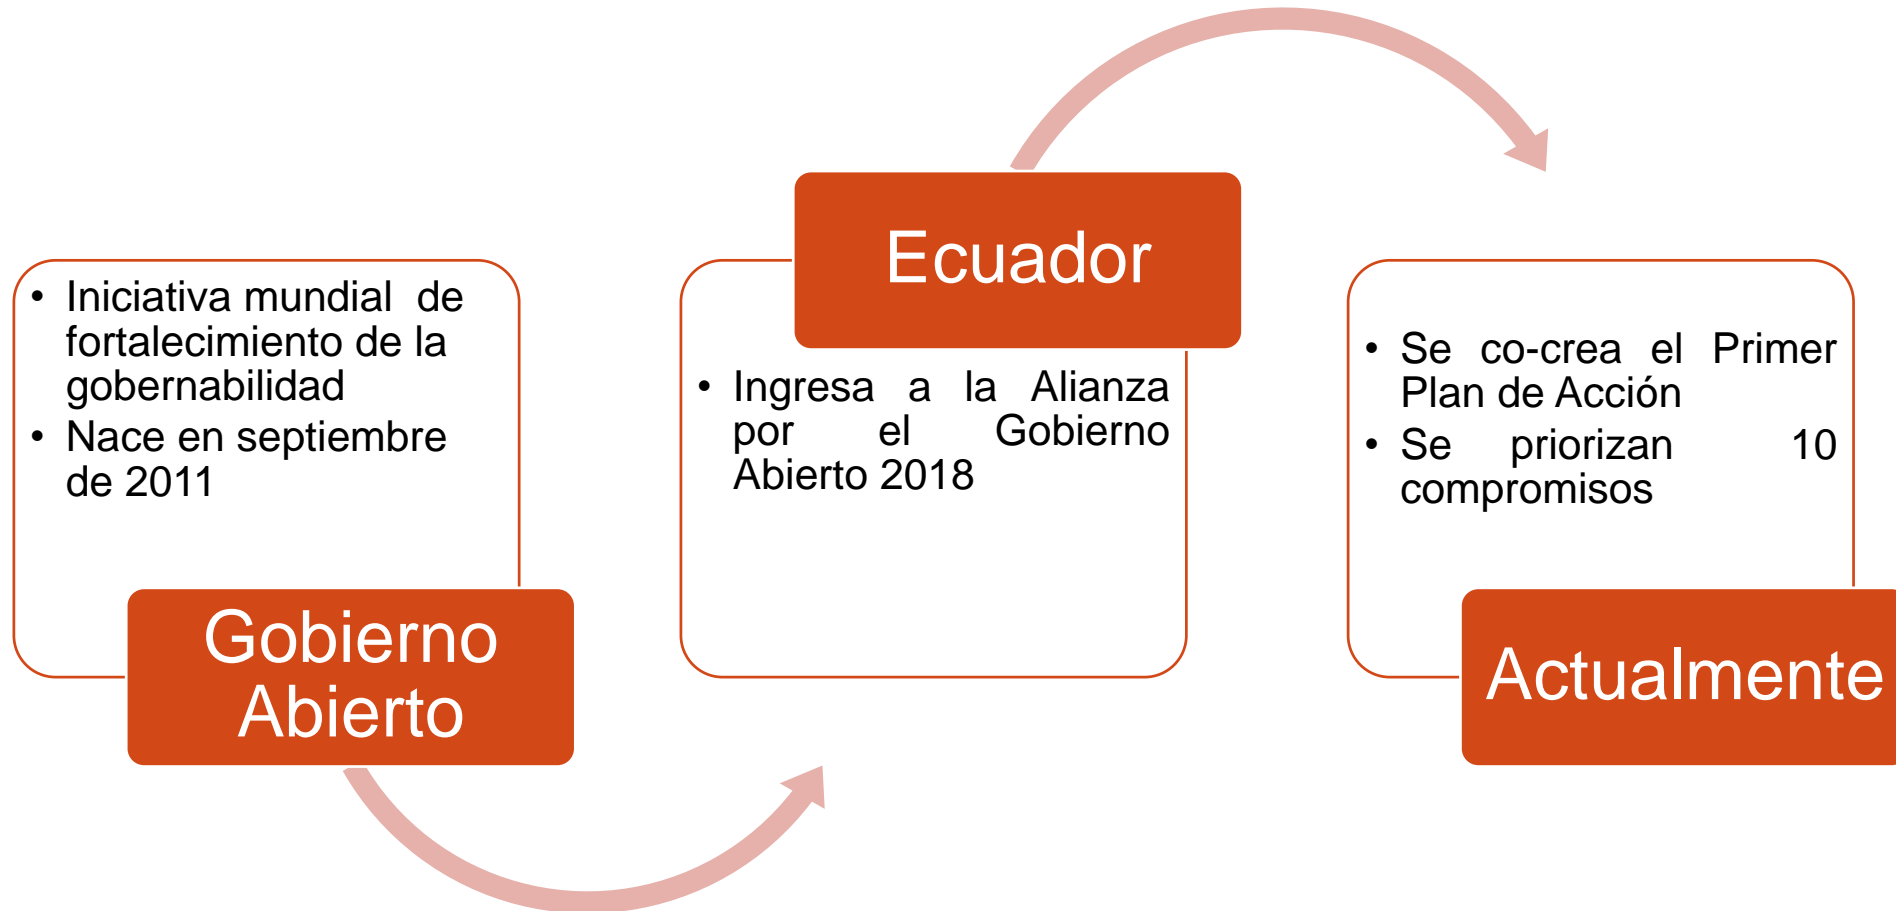 • Iniciativa mundial de
fortalecimiento de la
gobernabilidad
• Nace en septiembre
de 2011
Gobierno
Abierto
Ecuador
• Ingresa a la Alianza
por el Gobierno
Abierto 2018
• Se co-crea el Primer
Plan de Acción
• Se priorizan 10
compromisos
Actualmente